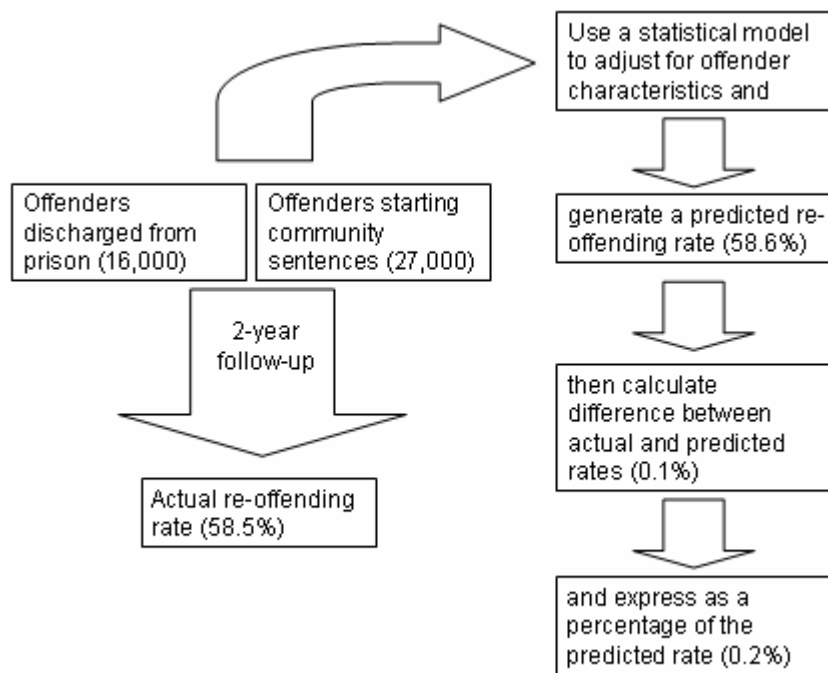 Offenders
discharged from
prison (16,000)
Offenders starting
community
sentences (27,000)
2-year
follow-up
Actual re-offending
rate (58.5%)
Use a statistical model
to adjust for offender
characteristics and
generate a predicted re-
offending rate (58.6%)
then calculate
difference between
actual and predicted
rates (0.1%)
and express as a
percentage of the
predicted rate (0.2%)